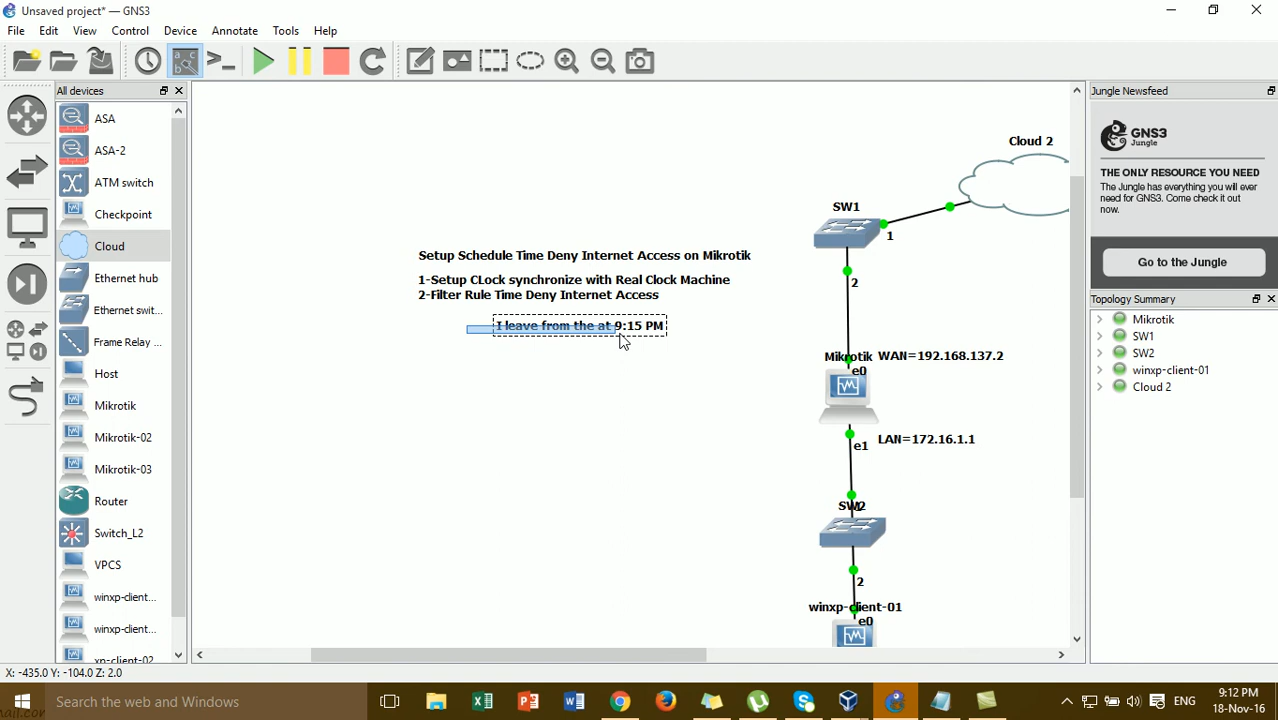 Unsaved project* — GNS3
File Edit View Control Device Annotate Tools Help
All devices
ASA
ASA-2
ATM switch
Checkpoint
Cloud
Ethernet hub
Ethernet swit...
Frame Relay ...
Host
Mikrotik
Mikrotik-02
Mikrotik-03
Router
Switch_L2
VPCS
winxp-client...
winxp-client...
xp-client-02
Setup Schedule Time Deny Internet Access on Mikrotik
1-Setup CLock synchronize with Real Clock Machine
2-Filter Rule Time Deny Internet Access
I leave from the at 9:15 PM
Cloud 2
SW1
1
2
Mikrotik WAN=192.168.137.2
e0
LAN=172.16.1.1
e1
SW2
2
winxp-client-01
e0
Jungle Newsfeed
GNS3
Jungle
THE ONLY RESOURCE YOU NEED
The Jungle has everything you will ever
need for GNS3. Come check it out
now.
Go to the Jungle
Topology Summary
Mikrotik
SW1
SW2
winxp-client-01
Cloud 2
X: -435.0 Y: -104.0 Z: 2.0
Search the web and Windows
ENG
9:12 PM
18-Nov-16